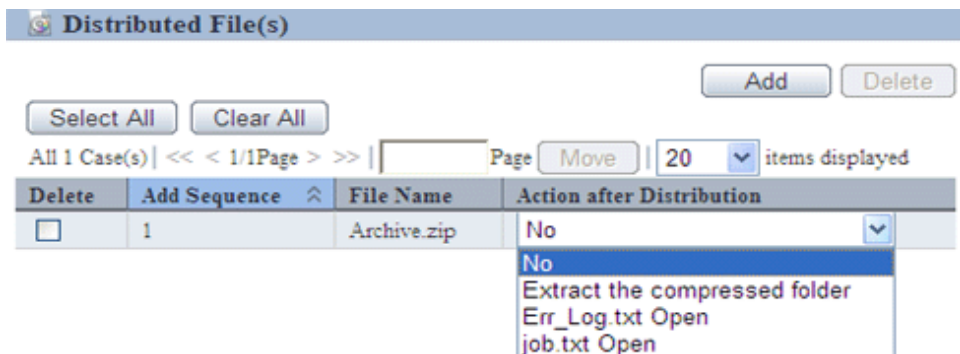 Distributed File(s)
Add Delete
Select All Clear All
All 1 Case(s)| << < 1/1Page > >> | Page Move | 20 items displayed
Delete Add Sequence File Name Action after Distribution
1 Archive.zip No
No
Extract the compressed folder
Err_Log.txt Open
job.txt Open